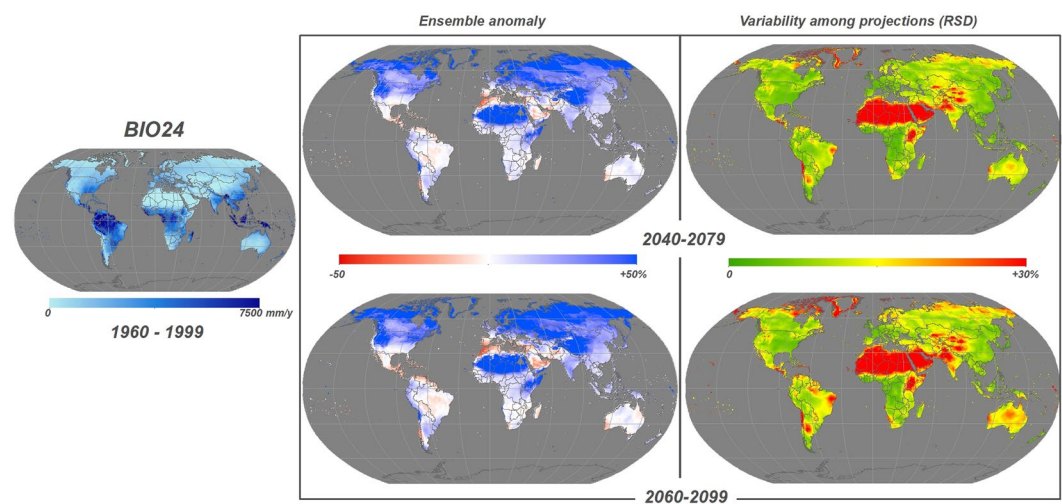 Ensemble anomaly
Variability among projections (RSD)
BIO24
2040-2079
-50
+50%
0
+30%
0
7500 mm/y
1960 - 1999
2060-2099